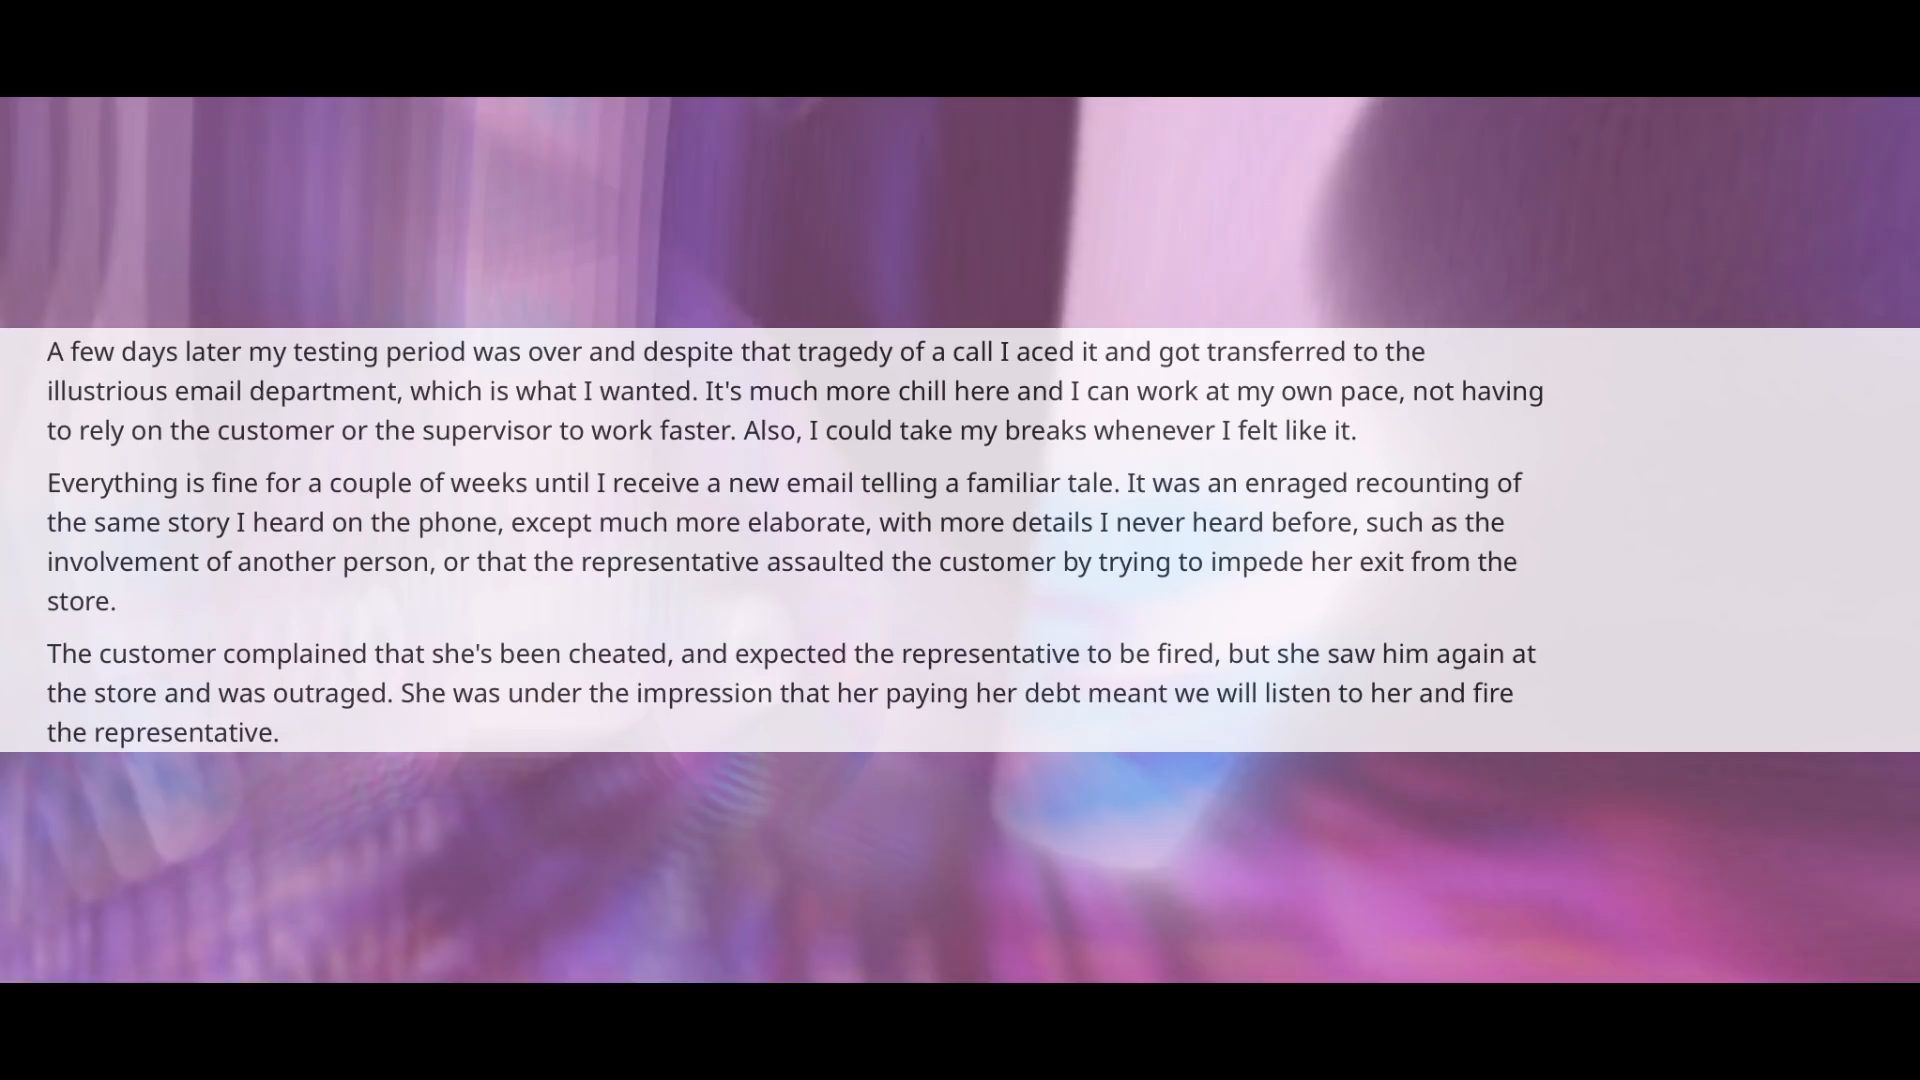 A few days later my testing period was over and despite that tragedy of a call I aced it and got transferred to the
illustrious email department, which is what I wanted. It's much more chill here and I can work at my own pace, not having
to rely on the customer or the supervisor to work faster. Also, I could take my breaks whenever I felt like it.
Everything is fine for a couple of weeks until I receive a new email telling a familiar tale. It was an enraged recounting of
the same story I heard on the phone, except much more elaborate, with more details I never heard before, such as the
involvement of another person, or that the representative assaulted the customer by trying to impede her exit from the
store.
The customer complained that she's been cheated, and expected the representative to be fired, but she saw him again at
the store and was outraged. She was under the impression that her paying her debt meant we will listen to her and fire
the representative.